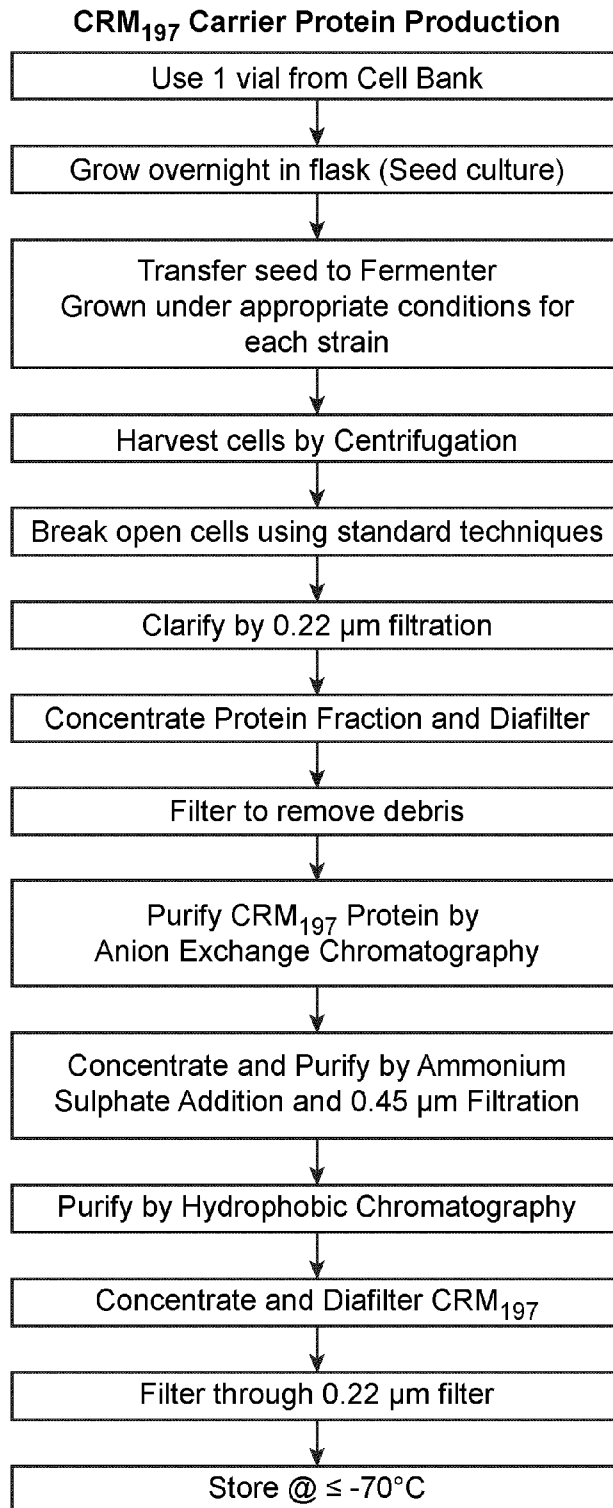 CRM197 Carrier Protein Production
Use 1 vial from Cell Bank
Grow overnight in flask (Seed culture)
Transfer seed to Fermenter
Grown under appropriate conditions for
each strain
Harvest cells by Centrifugation
Break open cells using standard techniques
Clarify by 0.22 µm filtration
Concentrate Protein Fraction and Diafilter
Filter to remove debris
Purify CRM197 Protein by
Anion Exchange Chromatography
Concentrate and Purify by Ammonium
Sulphate Addition and 0.45 µm Filtration
Purify by Hydrophobic Chromatography
Concentrate and Diafilter CRM197
Filter through 0.22 µm filter
Store @ ≤ -70°C